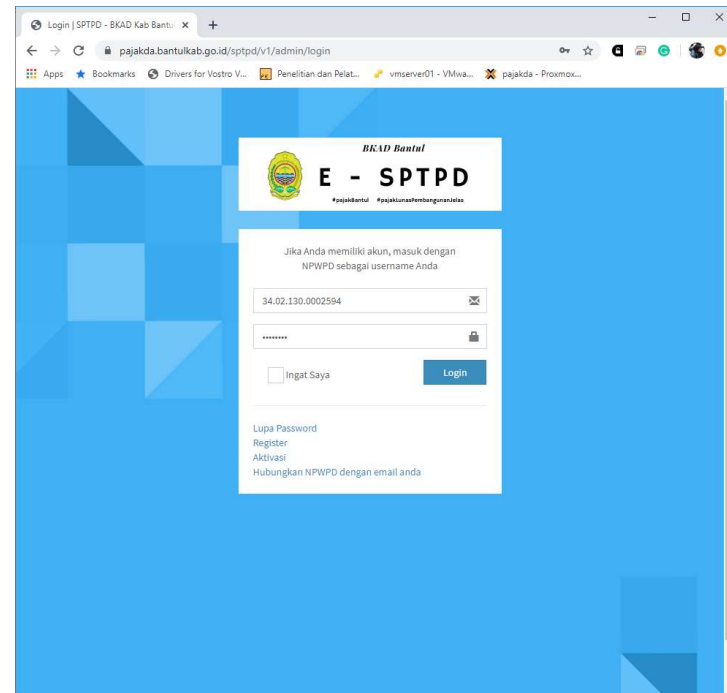 Login | SPTPD - BKAD Kab Bantu
pajakda.bantulkab.go.id/sptpd/v1/admin/login
Apps Bookmarks Drivers for Vostro V... Penelitian dan Pelat... vmserver01 - VMwa... pajakda - Proxmox...
BKAD Bantul
E - SPTPD
#pajakBantul #pajakLunasPembangunanJelas
Jika Anda memiliki akun, masuk dengan
NPWPD sebagai username Anda
34.02.130.0002594
••••••••
Ingat Saya Login
Lupa Password
Register
Aktivasi
Hubungkan NPWPD dengan email anda